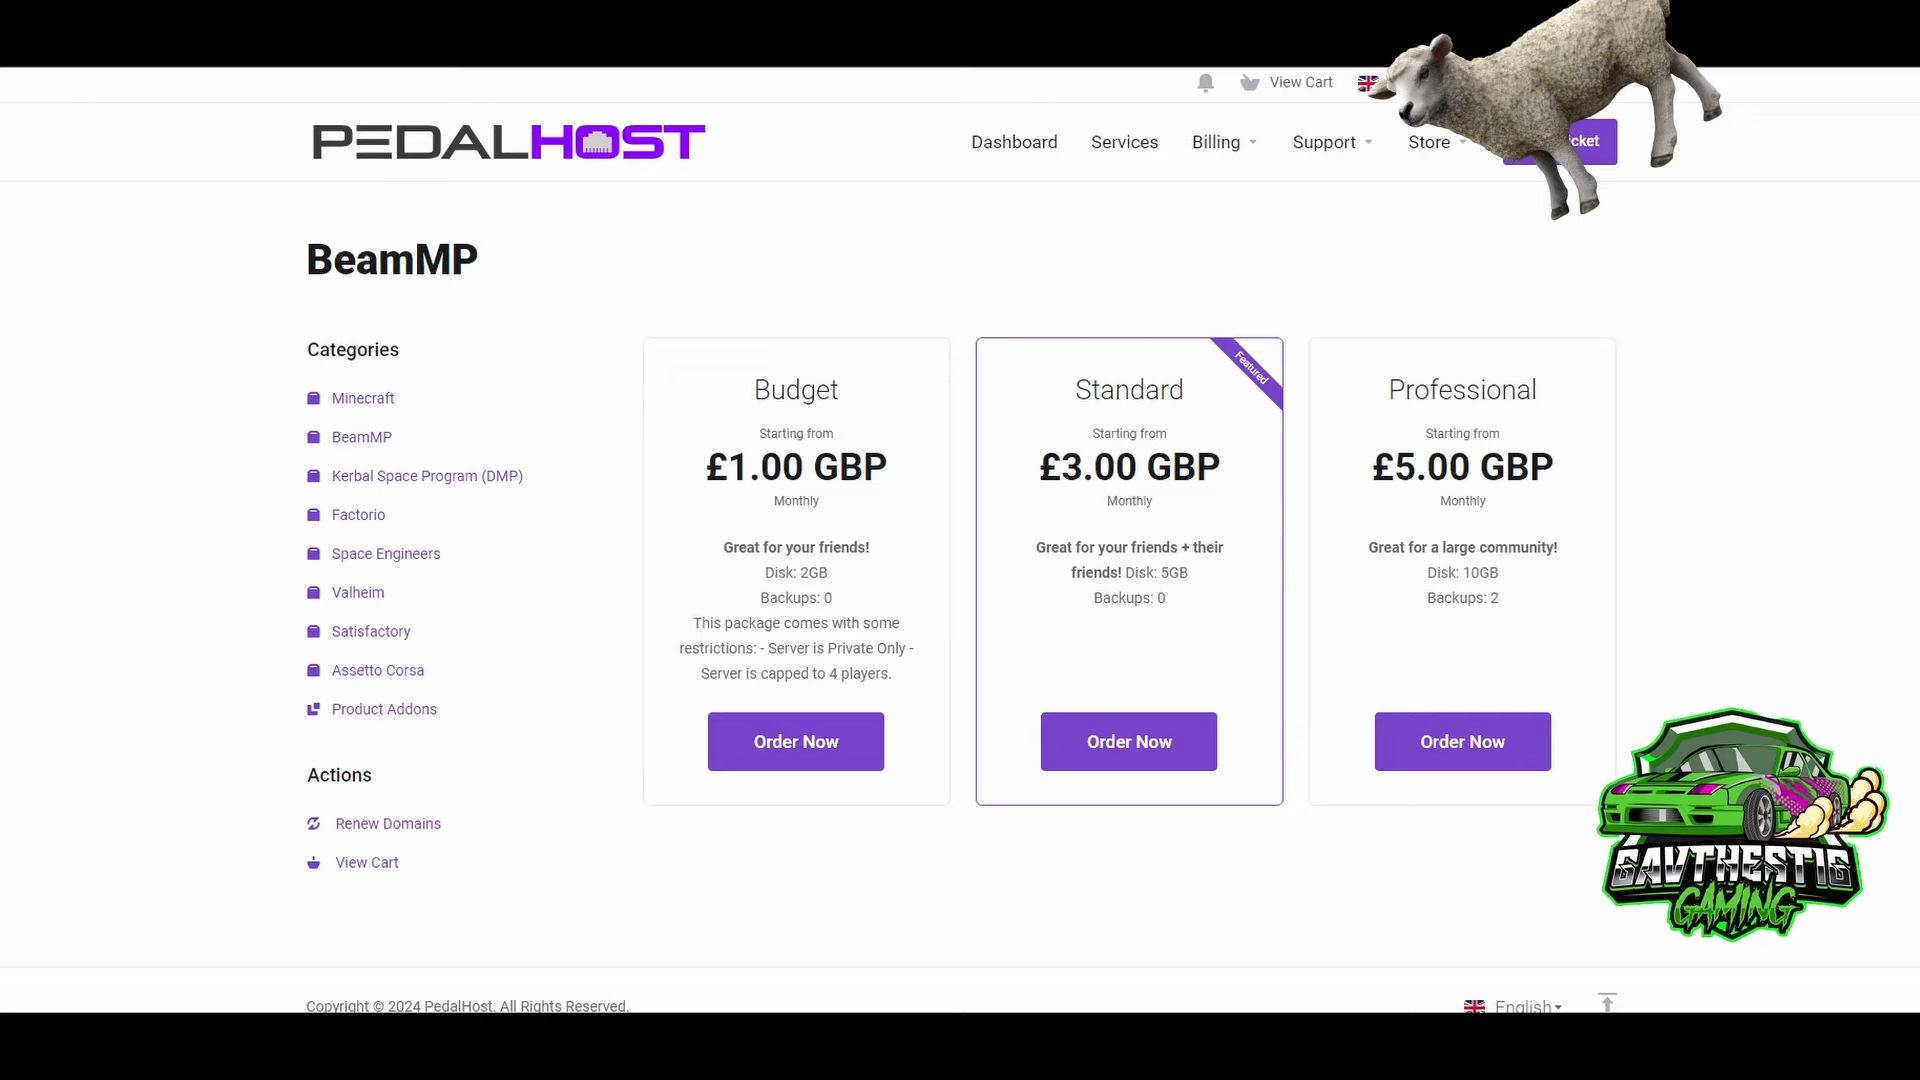 View Cart
PEDALHOST
Dashboard
Services
Billing
Support
Store
BeamMP
Categories
Minecraft
BeamMP
Kerbal Space Program (DMP)
Factorio
Space Engineers
Valheim
Satisfactory
Assetto Corsa
Product Addons
Actions
Renew Domains
View Cart
Budget
Starting from
£1.00 GBP
Monthly
Great for your friends!
Disk: 2GB
Backups: 0
This package comes with some
restrictions: - Server is Private Only -
Server is capped to 4 players.
Order Now
Featured
Standard
Starting from
£3.00 GBP
Monthly
Great for your friends + their
friends! Disk: 5GB
Backups: 0
Order Now
Professional
Starting from
£5.00 GBP
Monthly
Great for a large community!
Disk: 10GB
Backups: 2
Order Now
GAVTHESTIG
GAMING
Copyright © 2024 PedalHost. All Rights Reserved.
English